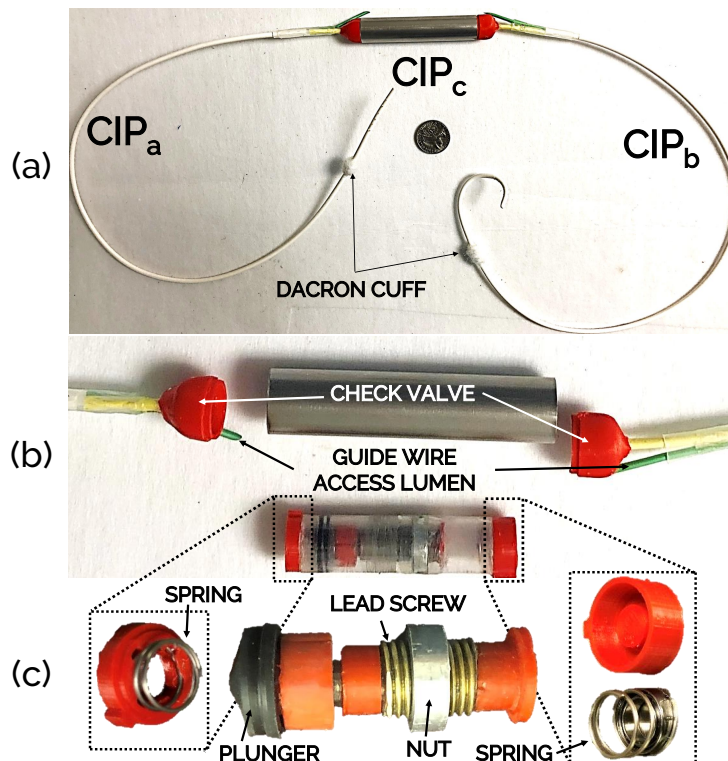 CIPc
CIPa
CIPb
(a)
DACRON CUFF
CHECK VALVE
(b)
GUIDE WIRE
ACCESS LUMEN
SPRING
LEAD SCREW
(c)
PLUNGER
NUT
SPRING